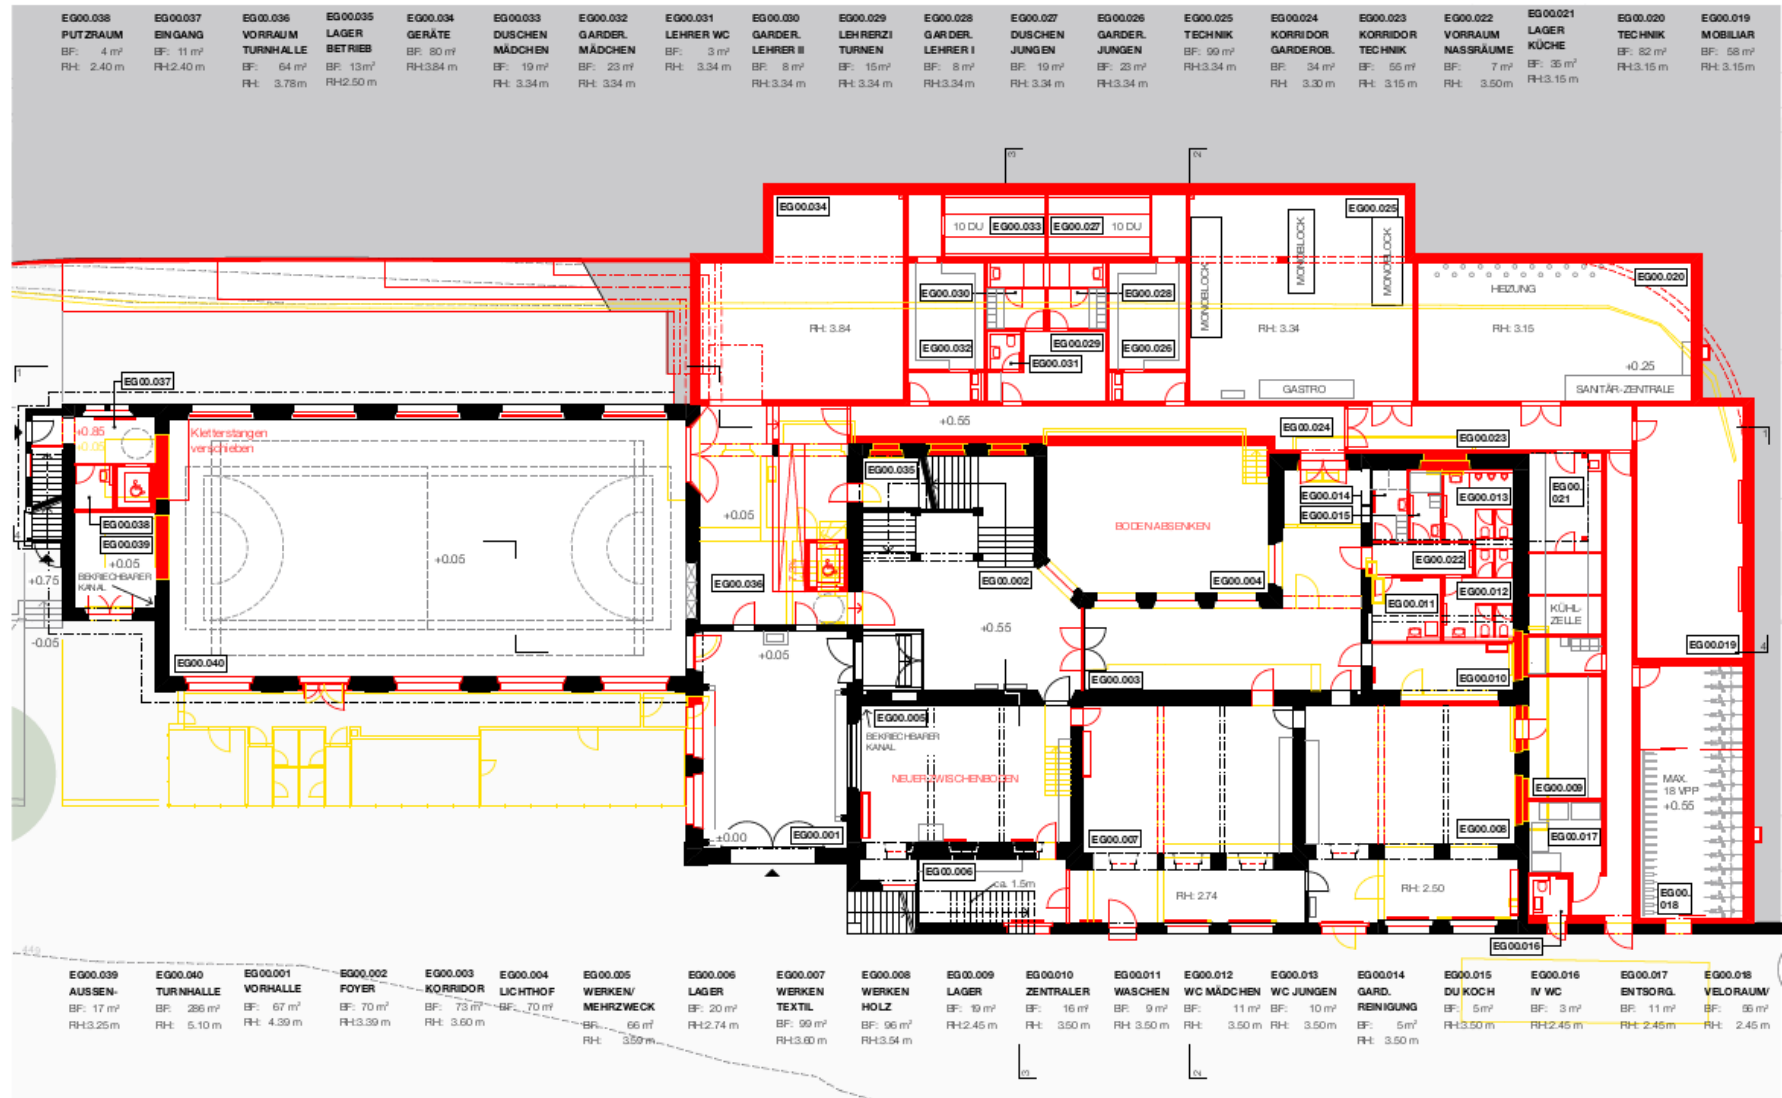 EG00.038
PUTZRAUM
BF: 4 m²
RH: 2.40 m
EG00.037
EINGANG
BF: 11 m²
RH:2.40 m
EG00.036
VORRAUM
TURNHALLE
BF: 64 m²
RH: 3.78 m
EG00.035
LAGER
BETRIEB
BF: 13 m²
RH:2.50 m
EG00.034
GERÄTE
BF: 80 m²
RH:3.84 m
EG00.033
DUSCHEN
MÄDCHEN
BF: 19 m²
RH: 3.34 m
EG00.032
GARDER.
MÄDCHEN
BF: 23 m²
RH: 3.34 m
EG00.031
LEHRER WC
BF: 3 m²
RH: 3.34 m
EG00.030
GARDER.
LEHRER II
BF: 8 m²
RH:3.34 m
EG00.029
LEHRERZI
TURNEN
BF: 15 m²
RH: 3.34 m
EG00.028
GARDER.
LEHRER I
BF: 8 m²
RH:3.34 m
EG00.027
DUSCHEN
JUNGEN
BF: 19 m²
RH: 3.34 m
EG00.026
GARDER.
JUNGEN
BF: 23 m²
RH:3.34 m
EG00.025
TECHNIK
BF: 99 m²
RH:3.34 m
EG00.024
KORRIDOR
GARDEROB.
BF: 34 m²
RH: 3.30 m
EG00.023
KORRIDOR
TECHNIK
BF: 55 m²
RH: 3.15 m
EG00.022
VORRAUM
NASSRÄUME
BF: 7 m²
RH: 3.50 m
EG00.021
LAGER
KÜCHE
BF: 35 m²
RH:3.15 m
EG00.020
TECHNIK
BF: 82 m²
RH:3.15 m
EG00.019
MOBILIAR
BF: 58 m²
RH: 3.15 m
3
2
EG00.034
10 DU
EG00.033
EG00.027
10 DU
EG00.025
MONOBLOCK
MONOBLOCK
MONOBLOCK
EG00.020
HEIZUNG
EG00.030
EG00.028
RH: 3.84
RH: 3.34
RH: 3.15
EG00.032
EG00.031
EG00.029
EG00.026
+0.25
GASTRO
SANITÄR-ZENTRALE
1
EG00.037
+0.85
+0.05
Kletterstangen
verschieben
+0.55
EG00.024
EG00.023
1
EG00.035
EG00.038
EG00.039
+0.05
BEKRIECHBARER
KANAL
+0.75
-0.05
4
+0.05
+0.05
BODEN ABSENKEN
EG00.014
EG00.015
EG00.013
EG00.
021
EG00.036
EG00.002
EG00.004
EG00.022
EG00.011
EG00.012
KÜHL-
ZELLE
+0.05
+0.55
EG00.040
EG00.003
EG00.010
EG00.019
4
EG00.005
BEKRIECHBARER
KANAL
NEUER ZWISCHENBODEN
EG00.009
MAX.
18 VPP
+0.55
±0.00
EG00.001
EG00.007
EG00.008
EG00.017
EG00.006
ca. 1.5m
RH: 2.74
RH: 2.50
EG00.
018
EG00.016
449
EG00.039
AUSSEN-
BF: 17 m²
RH:3.25 m
EG00.040
TURNHALLE
BF: 286 m²
RH: 5.10 m
EG00.001
VORHALLE
BF: 67 m²
RH: 4.39 m
EG00.002
FOYER
BF: 70 m²
RH:3.39 m
EG00.003
KORRIDOR
BF: 73 m²
RH: 3.60 m
EG00.004
LICHTHOF
BF: 70 m²
EG00.005
WERKEN/
MEHRZWECK
BF: 66 m²
RH: 3.59 m
EG00.006
LAGER
BF: 20 m²
RH:2.74 m
EG00.007
WERKEN
TEXTIL
BF: 99 m²
RH:3.60 m
EG00.008
WERKEN
HOLZ
BF: 96 m²
RH:3.54 m
EG00.009
LAGER
BF: 19 m²
RH:2.45 m
EG00.010
ZENTRALER
BF: 16 m²
RH: 3.50 m
EG00.011
WASCHEN
BF: 9 m²
RH: 3.50 m
EG00.012
WC MÄDCHEN
BF: 11 m²
RH: 3.50 m
EG00.013
WC JUNGEN
BF: 10 m²
RH: 3.50m
EG00.014
GARD.
REINIGUNG
BF: 5m²
RH: 3.50 m
EG00.015
DU KOCH
BF: 5 m²
RH:3.50 m
EG00.016
IV WC
BF: 3 m²
RH:2.45 m
EG00.017
ENTSORG.
BF: 11 m²
RH: 2.45 m
EG00.018
VELORAUM/
BF: 56 m²
RH: 2.45 m
3
2